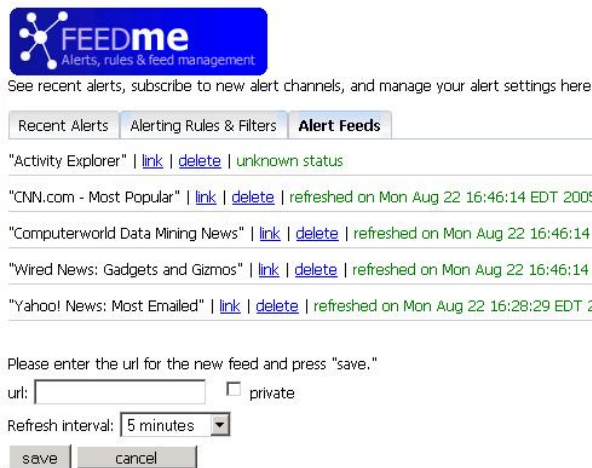 FEEDme
Alerts, rules & feed management
See recent alerts, subscribe to new alert channels, and manage your alert settings here
Recent Alerts Alerting Rules & Filters Alert Feeds
"Activity Explorer" | link | delete | unknown status
"CNN.com - Most Popular" | link | delete | refreshed on Mon Aug 22 16:46:14 EDT 2005
"Computerworld Data Mining News" | link | delete | refreshed on Mon Aug 22 16:46:14
"Wired News: Gadgets and Gizmos" | link | delete | refreshed on Mon Aug 22 16:46:14
"Yahoo! News: Most Emailed" | link | delete | refreshed on Mon Aug 22 16:28:29 EDT 2
Please enter the url for the new feed and press "save."
url: private
Refresh interval: 5 minutes
save cancel